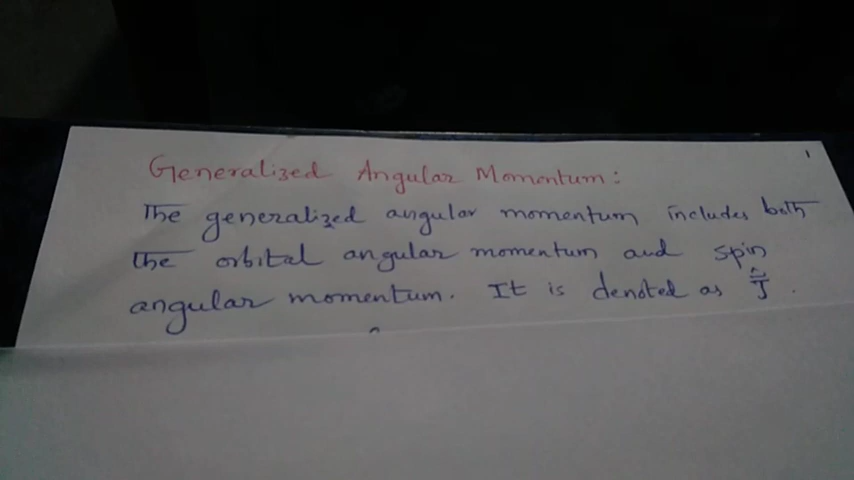 1
Generalized Angular Momentum:
The generalized angular momentum includes both
the orbital angular momentum and spin
angular momentum. It is denoted as Ĵ.